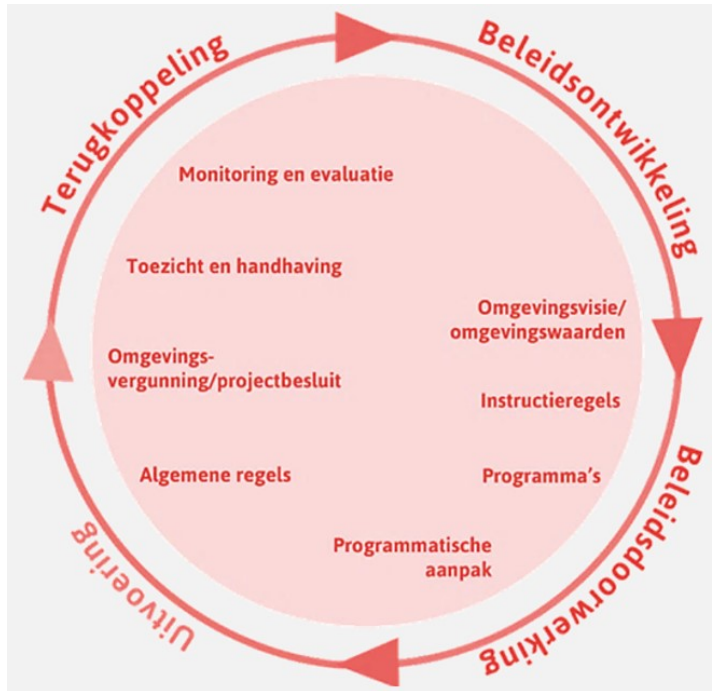 Terugkoppeling
Beleidsontwikkeling
Monitoring en evaluatie
Toezicht en handhaving
Omgevingsvisie/
omgevingswaarden
Omgevings-
vergunning/projectbesluit
Instructieregels
Algemene regels
Programma's
Programmatische
aanpak
Uitvoering
Beleidsdoorwerking